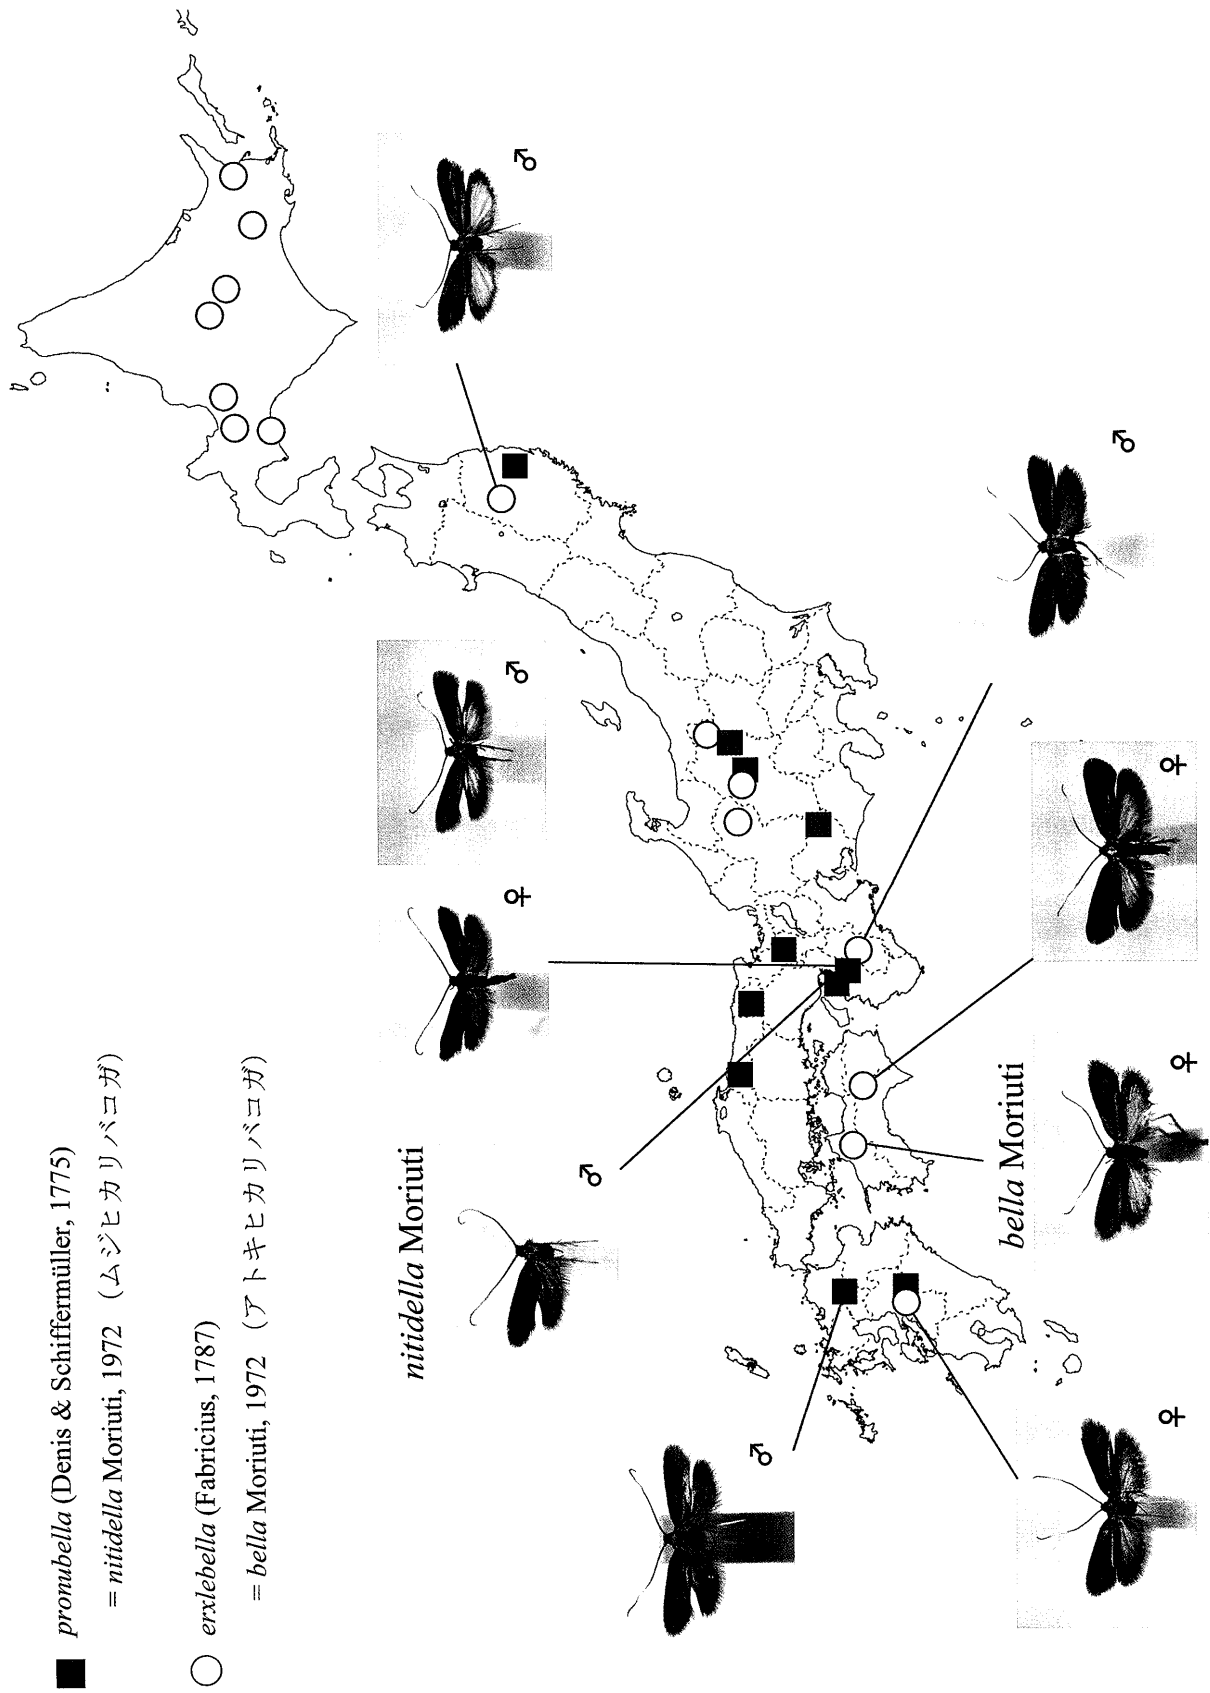 ■ pronubella (Denis & Schiffermüller, 1775)
= nitidella Moriuti, 1972 (ムジヒカリバコガ)
○ erxlebella (Fabricius, 1787)
= bella Moriuti, 1972 (アトキヒカリバコガ)
nitidella Moriuti
♂
♀
♂
♂
♂
bella Moriuti
♀
♀
♀
♂